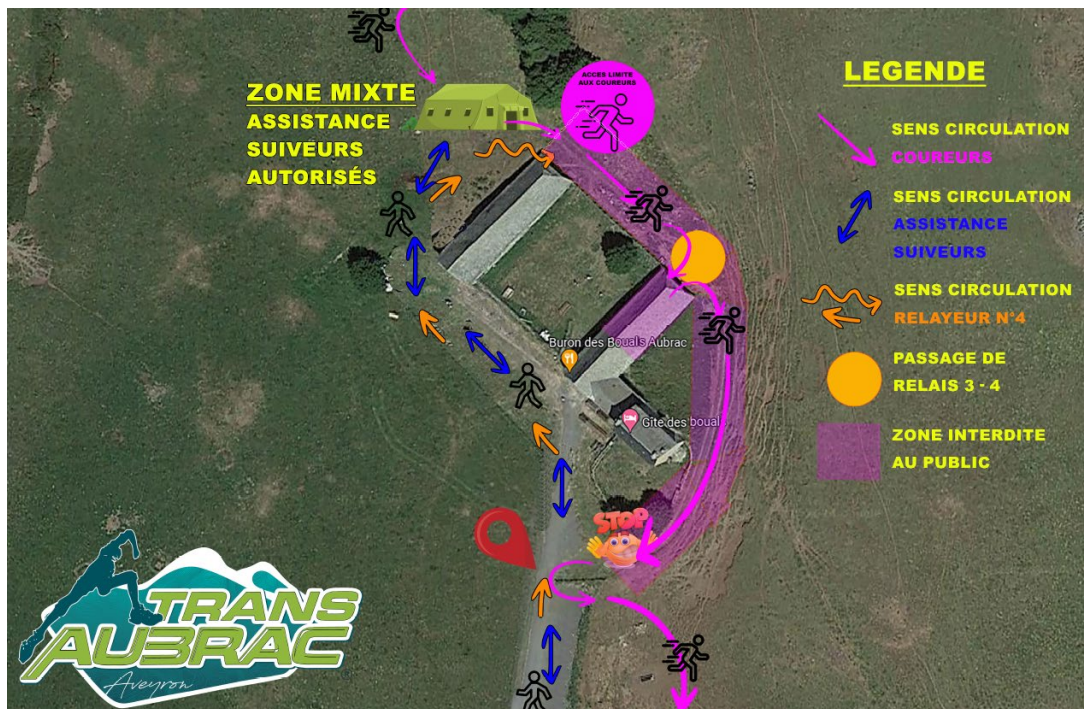 ZONE MIXTE
ASSISTANCE
SUIVEURS
AUTORISÉS
ACCES LIMITE
AUX COUREURS
LEGENDE
SENS CIRCULATION
COUREURS
SENS CIRCULATION
ASSISTANCE
SUIVEURS
SENS CIRCULATION
RELAYEUR N°4
PASSAGE DE
RELAIS 3 - 4
ZONE INTERDITE
AU PUBLIC
Buron des Bouals Aubrac
Gîte des boual
STOP
TRANS
AUBRAC
Aveyron